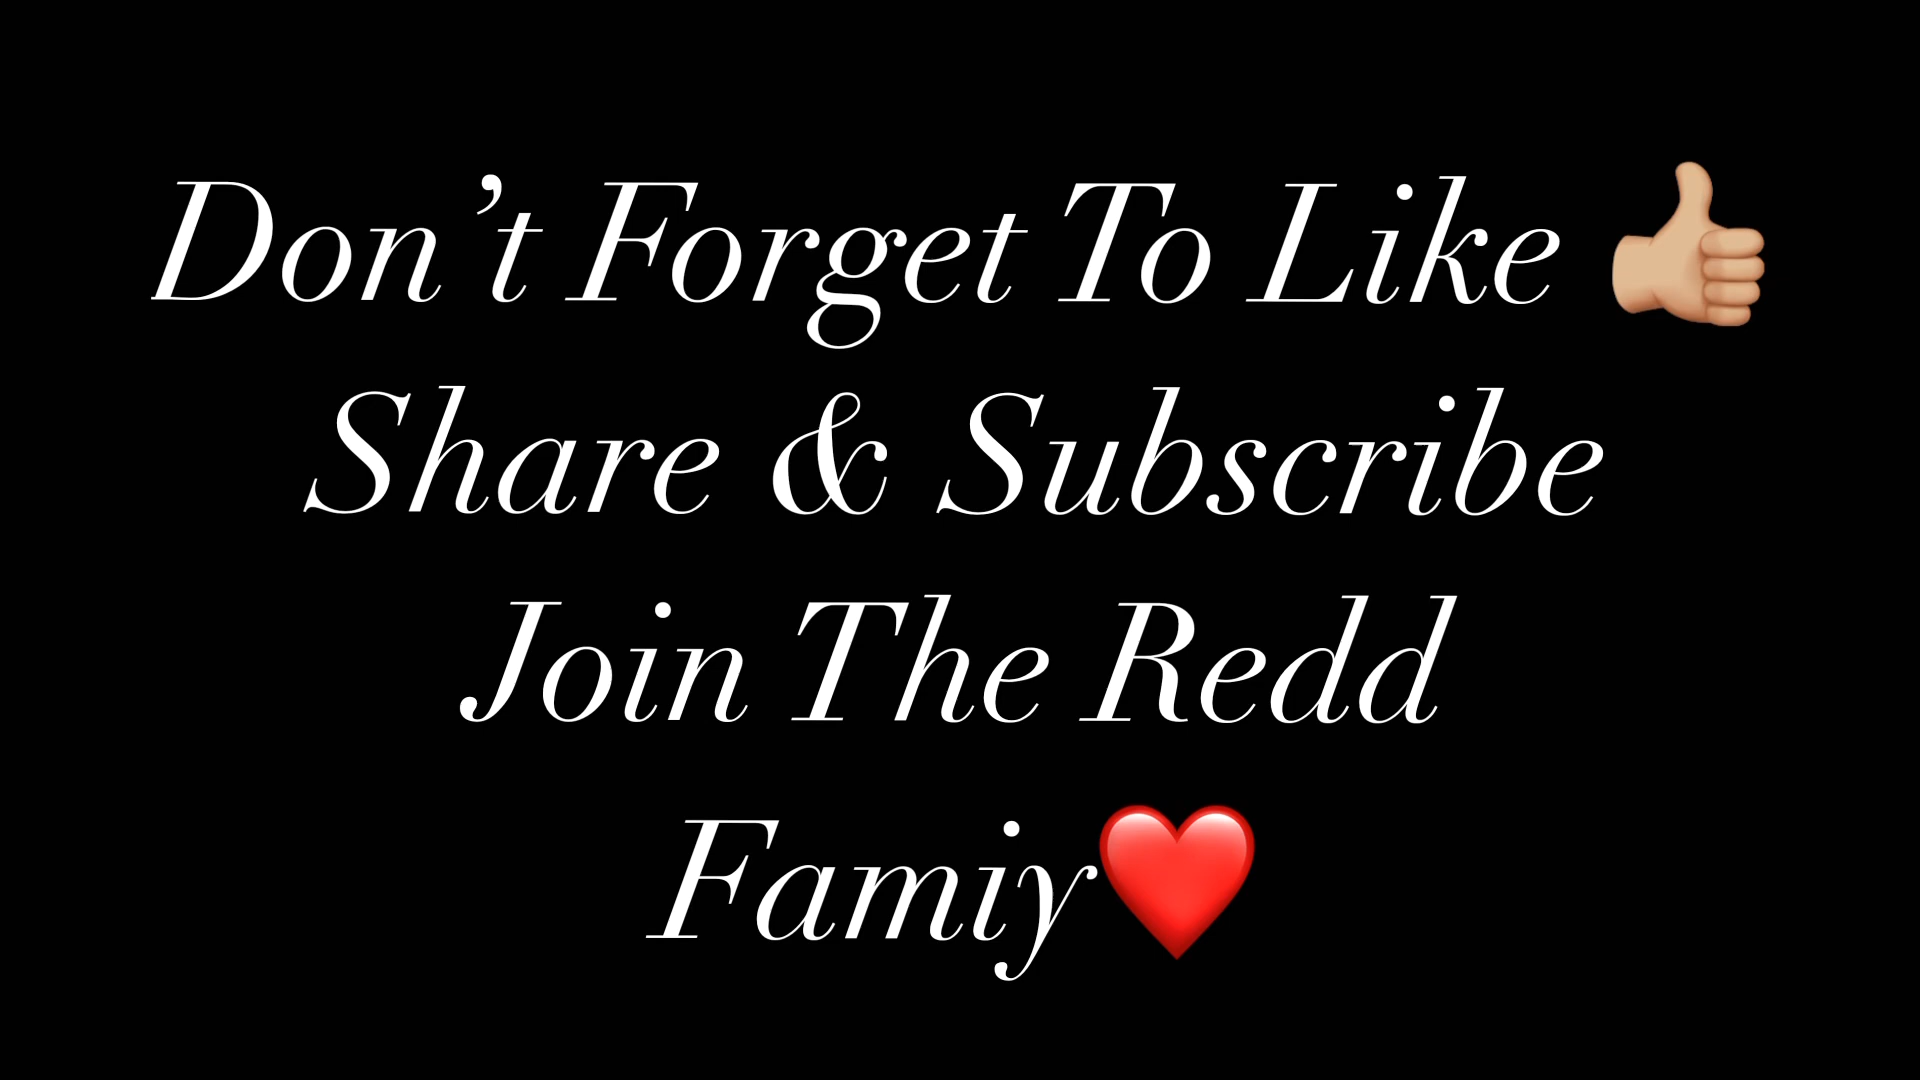 Don’t Forget To Like 👍🏼
Share & Subscribe
Join The Redd
Famiy❤️